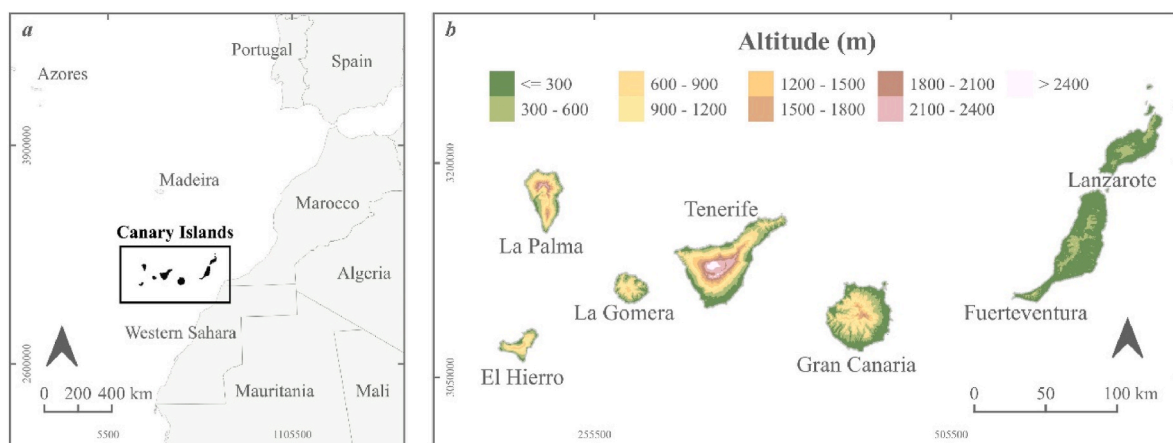 a
Portugal
Spain
Azores
3900000
Madeira
Marocco
Canary Islands
Algeria
Western Sahara
2600000
Mauritania
Mali
0 200 400 km
5500
1105500
b
Altitude (m)
<= 300
600 - 900
1200 - 1500
1800 - 2100
> 2400
300 - 600
900 - 1200
1500 - 1800
2100 - 2400
3200000
Lanzarote
Tenerife
La Palma
La Gomera
Fuerteventura
Gran Canaria
El Hierro
3050000
0 50 100 km
255500
505500